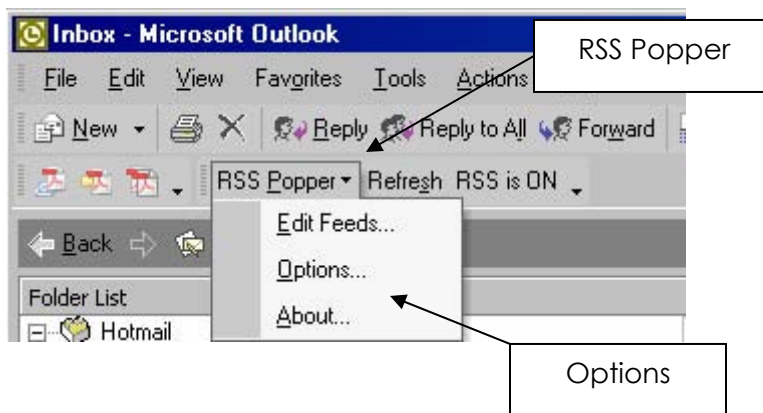 Inbox - Microsoft Outlook
RSS Popper
File Edit View Favorites Tools Actions
New Reply Reply to All Forward
RSS Popper Refresh RSS is ON
Back
Edit Feeds...
Options...
About...
Folder List
Hotmail
Options